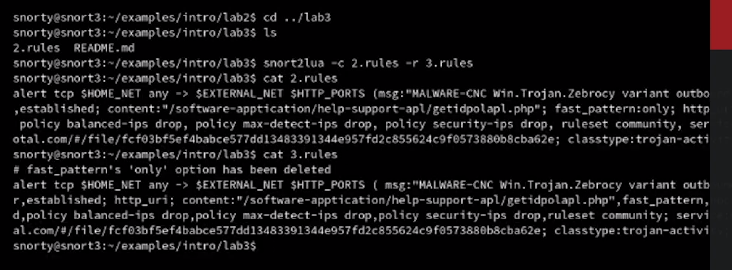 snorty@snort3:~/examples/intro/lab2$ cd ../lab3
snorty@snort3:~/examples/intro/lab3$ ls
2.rules  README.md
snorty@snort3:~/examples/intro/lab3$ snort2lua -c 2.rules -r 3.rules
snorty@snort3:~/examples/intro/lab3$ cat 2.rules
alert tcp $HOME_NET any -> $EXTERNAL_NET $HTTP_PORTS (msg:"MALWARE-CNC Win.Trojan.Zebrocy variant outbo
,established; content:"/software-apptication/help-support-apl/getidpolapl.php"; fast_pattern:only; http_
 policy balanced-ips drop, policy max-detect-ips drop, policy security-ips drop, ruleset community, ser
otal.com/#/file/fcf03bf5ef4babce577dd13483391344e957fd2c855624c9f0573880b8cba62e; classtype:trojan-acti
snorty@snort3:~/examples/intro/lab3$ cat 3.rules
# fast_pattern's 'only' option has been deleted
alert tcp $HOME_NET any -> $EXTERNAL_NET $HTTP_PORTS ( msg:"MALWARE-CNC Win.Trojan.Zebrocy variant outb
r,established; http_uri; content:"/software-apptication/help-support-apl/getidpolapl.php",fast_pattern,
d,policy balanced-ips drop,policy max-detect-ips drop,policy security-ips drop,ruleset community; servi
al.com/#/file/fcf03bf5ef4babce577dd13483391344e957fd2c855624c9f0573880b8cba62e; classtype:trojan-activi
snorty@snort3:~/examples/intro/lab3$